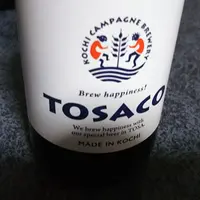 KOCHI CAMPAGNE BREWERY
Brew happiness!
TOSACO
We brew happiness with
our special beer in TOSA.
MADE IN KOCHI